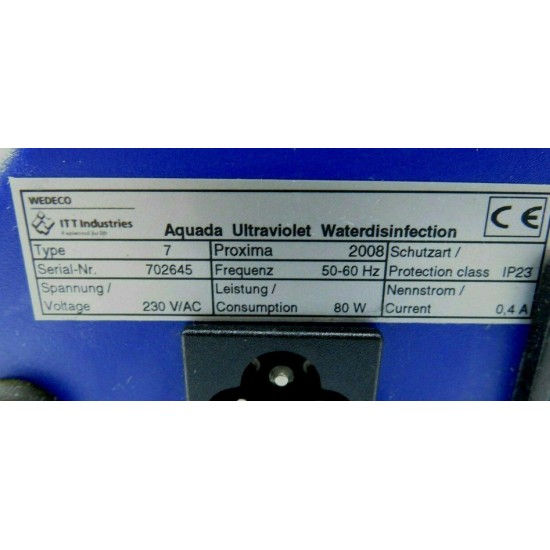 WEDECO
ITT Industries
Aquada Ultraviolet Waterdisinfection
CE
Type 7 Proxima 2008 Schutzart /
Serial-Nr. 702645 Frequenz 50-60 Hz Protection class IP23
Spannung / Leistung / Nennstrom /
Voltage 230 V/AC Consumption 80 W Current 0,4 A